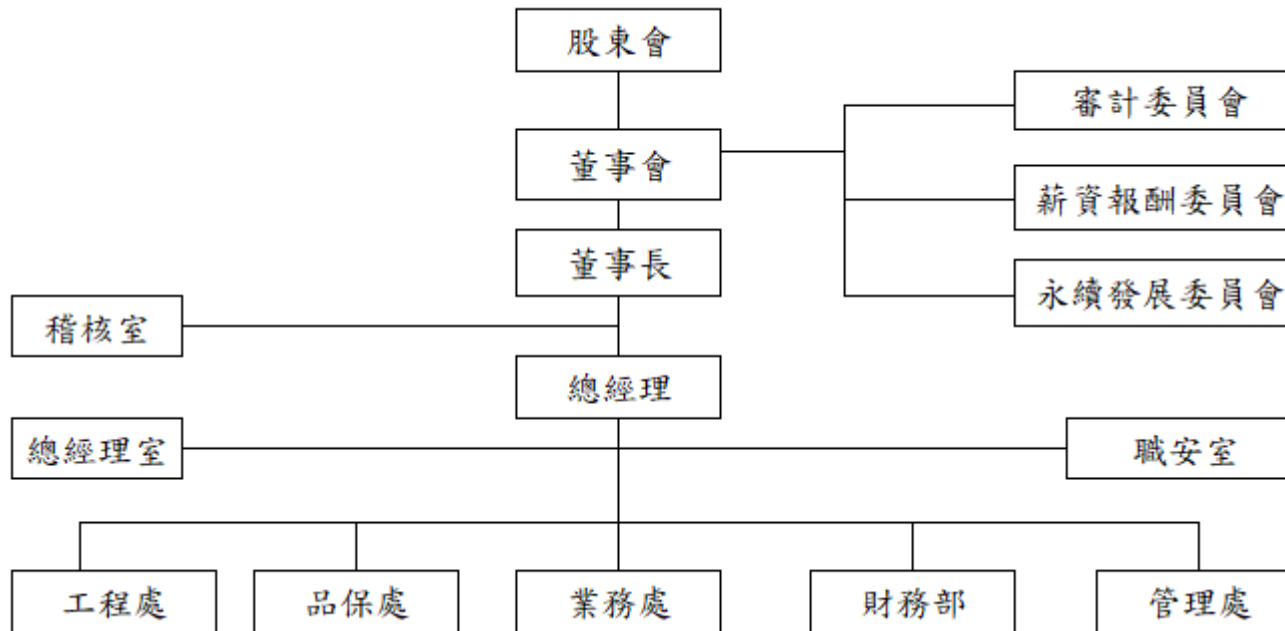 股東會
審計委員會
董事會
薪資報酬委員會
董事長
永續發展委員會
稽核室
總經理
總經理室
職安室
工程處
品保處
業務處
財務部
管理處